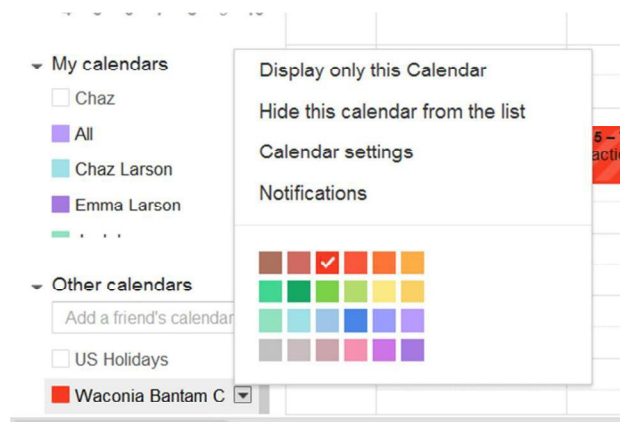 My calendars
Chaz
All
Chaz Larson
Emma Larson
Other calendars
Add a friend's calendar
US Holidays
Waconia Bantam C
Display only this Calendar
Hide this calendar from the list
Calendar settings
Notifications
5 –
acti